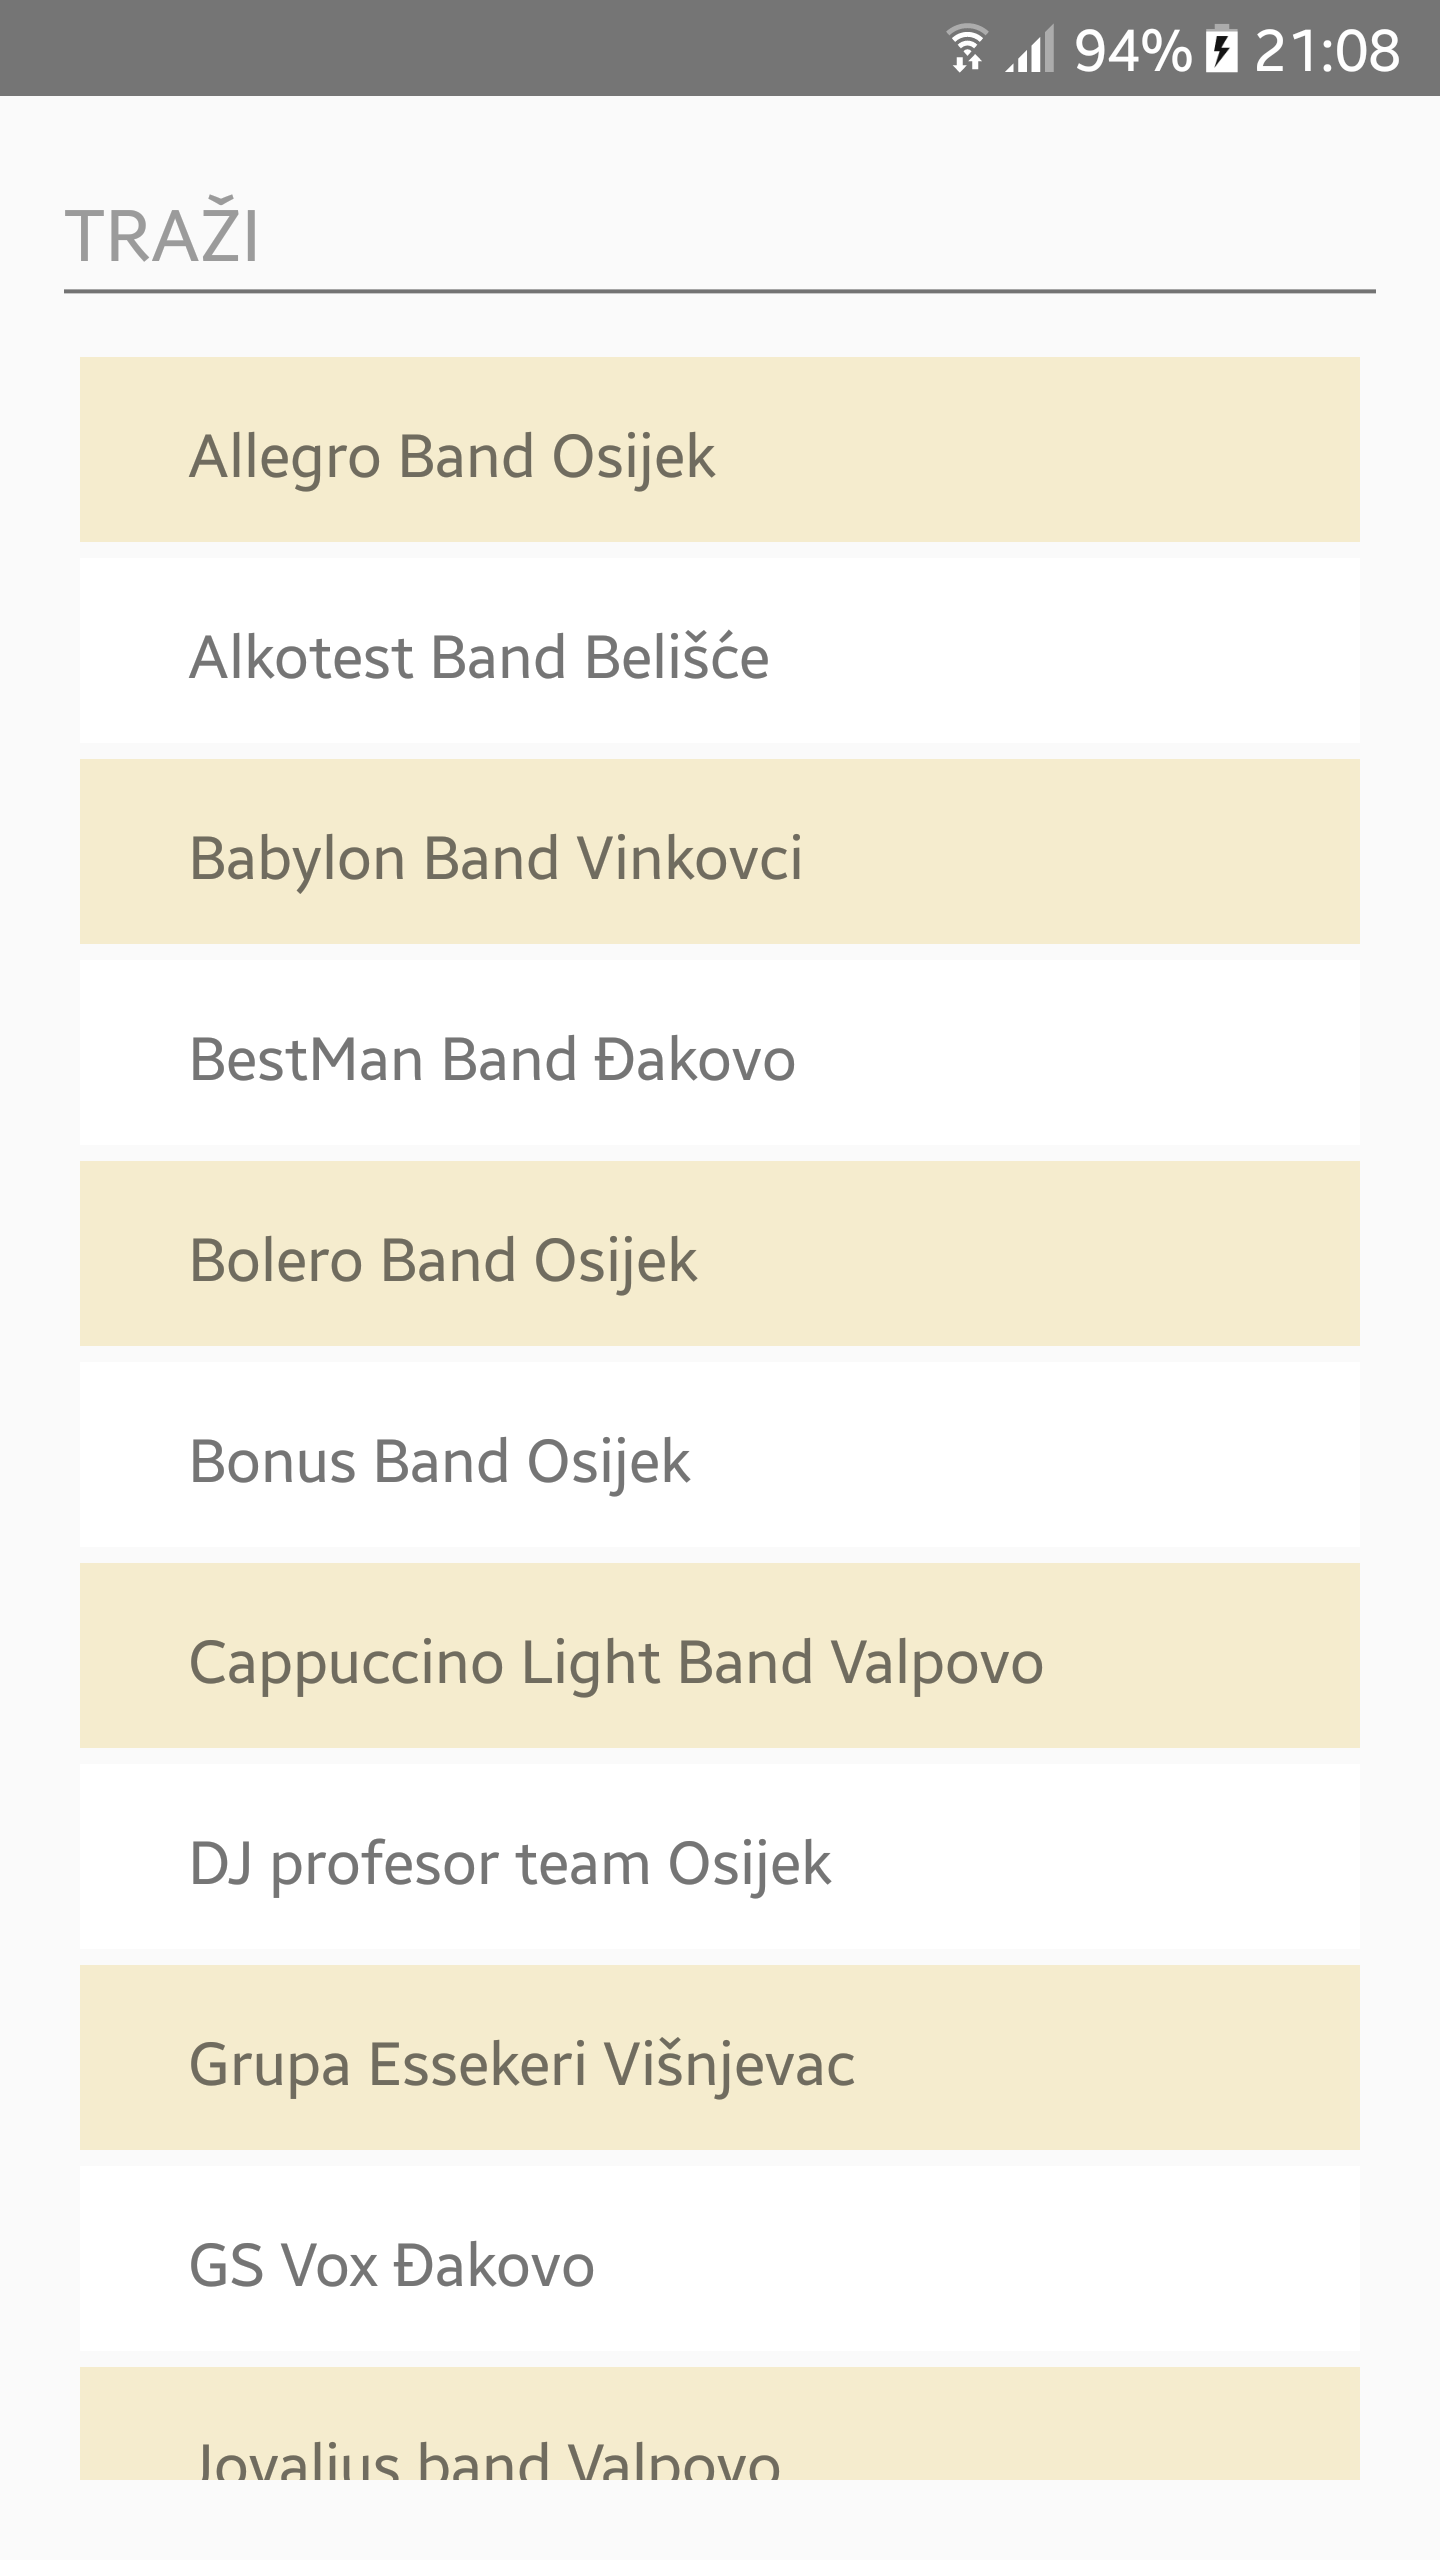 94% 21:08
TRAŽI
Allegro Band Osijek
Alkotest Band Belišće
Babylon Band Vinkovci
BestMan Band Đakovo
Bolero Band Osijek
Bonus Band Osijek
Cappuccino Light Band Valpovo
DJ profesor team Osijek
Grupa Essekeri Višnjevac
GS Vox Đakovo
band Valpovo